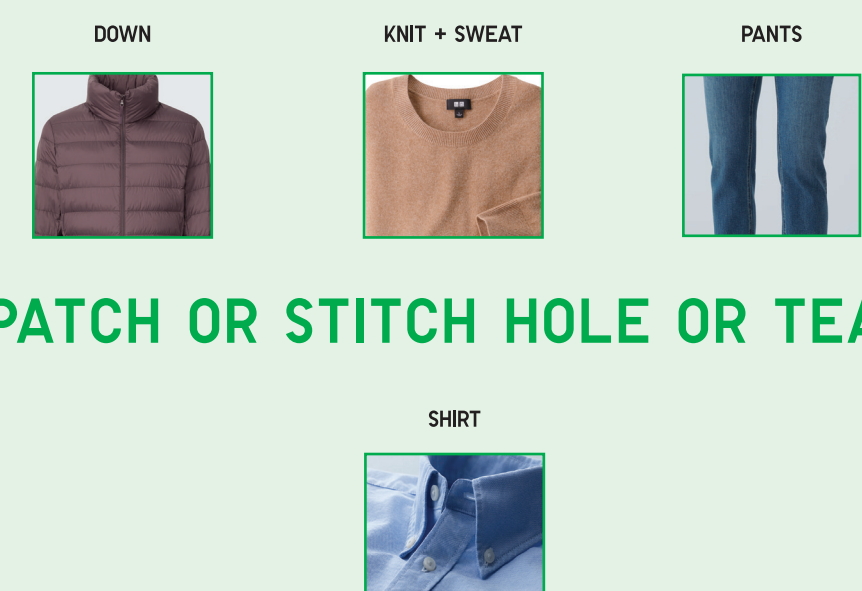 DOWN
KNIT + SWEAT
PANTS
PATCH OR STITCH HOLE OR TEA
SHIRT